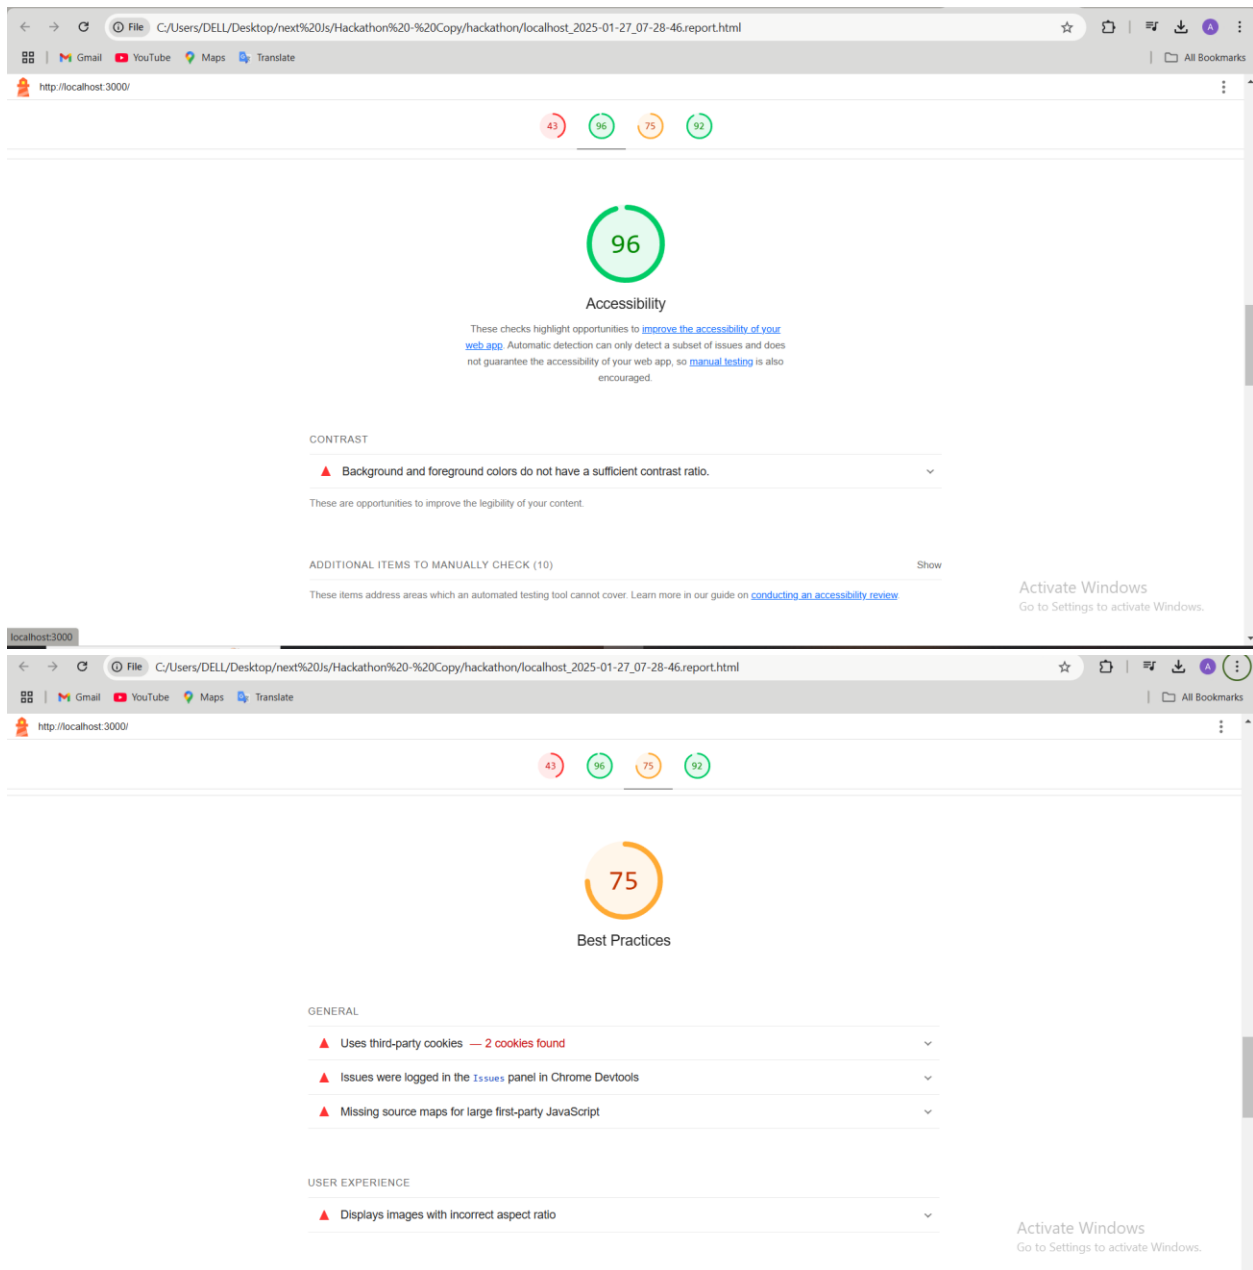 File C:/Users/DELL/Desktop/next%20Js/Hackathon%20-%20Copy/hackathon/localhost_2025-01-27_07-28-46.report.html A
Gmail YouTube Maps Translate All Bookmarks
http://localhost:3000/
43 96 75 92
96
Accessibility
These checks highlight opportunities to improve the accessibility of your
web app. Automatic detection can only detect a subset of issues and does
not guarantee the accessibility of your web app, so manual testing is also
encouraged.
CONTRAST
Background and foreground colors do not have a sufficient contrast ratio.
These are opportunities to improve the legibility of your content.
ADDITIONAL ITEMS TO MANUALLY CHECK (10) Show
These items address areas which an automated testing tool cannot cover. Learn more in our guide on conducting an accessibility review.
Activate Windows
Go to Settings to activate Windows.
localhost:3000
File C:/Users/DELL/Desktop/next%20Js/Hackathon%20-%20Copy/hackathon/localhost_2025-01-27_07-28-46.report.html A
Gmail YouTube Maps Translate All Bookmarks
http://localhost:3000/
43 96 75 92
75
Best Practices
GENERAL
Uses third-party cookies — 2 cookies found
Issues were logged in the Issues panel in Chrome Devtools
Missing source maps for large first-party JavaScript
USER EXPERIENCE
Displays images with incorrect aspect ratio
Activate Windows
Go to Settings to activate Windows.